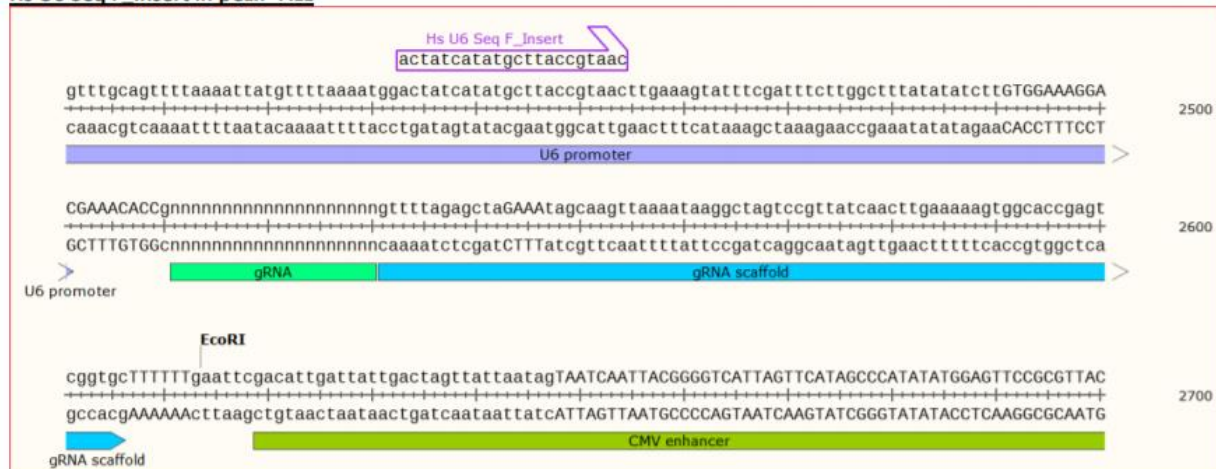 Hs U6 Seq F_Insert
actatcatatgcttaccgtaac
gtttgcagttttaaaattatgttttaaaatggactatcatatgcttaccgtaacttgaaagtatttcgatttcttggctttatatatcttGTGGAAAGGA
2500
caaacgtcaaaattttaatacaaaattttacctgatagtatacgaatggcattgaactttcataaagctaaagaaccgaaatatatagaaCACCTTTCCT
U6 promoter
CGAAACACCgnnnnnnnnnnnnnnnnnnnngttttagagctaGAAAtagcaagttaaaataaggctagtccgttatcaacttgaaaaagtggcaccgagt
2600
GCTTTGTGGcnnnnnnnnnnnnnnnnnnnncaaaatctcgatCTTTatcgttcaattttattccgatcaggcaatagttgaactttttcaccgtggctca
gRNA gRNA scaffold
U6 promoter
EcoRI
cggtgcTTTTTTgaattcgacattgattattgactagttattaatagTAATCAATTACGGGGTCATTAGTTCATAGCCCATATATGGAGTTCCGCGTTAC
2700
gccacgAAAAAActtaagctgtaactaataactgatcaataattatcATTAGTTAATGCCCCAGTAATCAAGTATCGGGTATATACCTCAAGGCGCAATG
CMV enhancer
gRNA scaffold